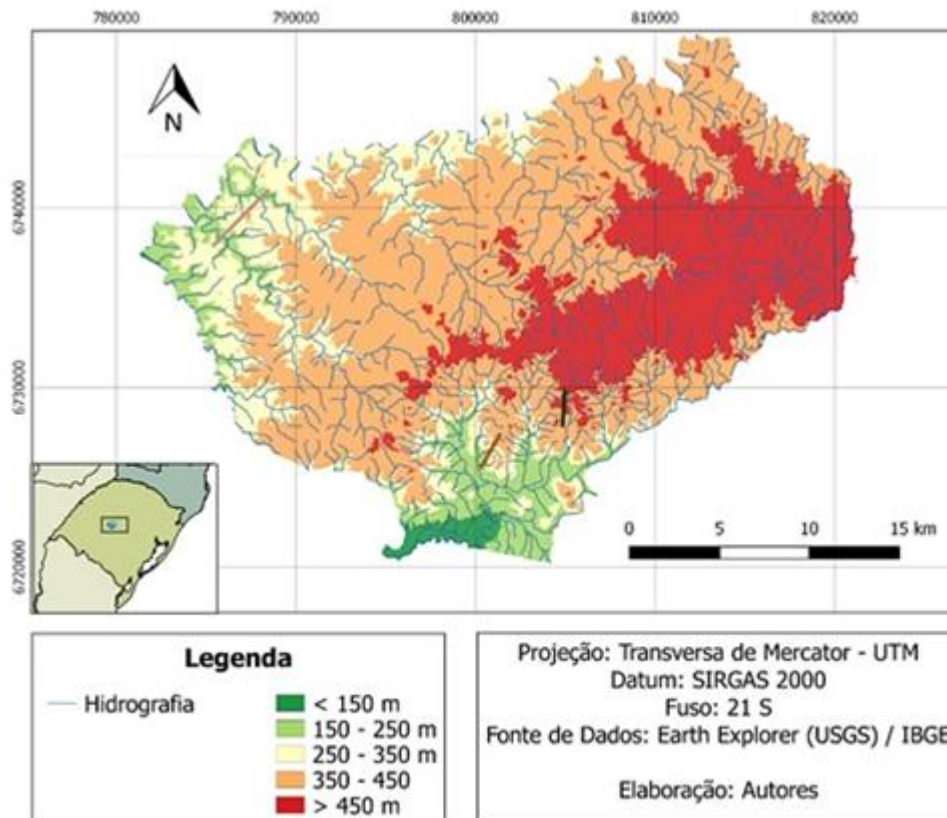 780000 790000 800000 810000 820000
6740000
N
6730000
6720000
0 5 10 15 km
Legenda
Hidrografia
< 150 m
150 - 250 m
250 - 350 m
350 - 450
> 450 m
Projeção: Transversa de Mercator - UTM
Datum: SIRGAS 2000
Fuso: 21 S
Fonte de Dados: Earth Explorer (USGS) / IBGE
Elaboração: Autores